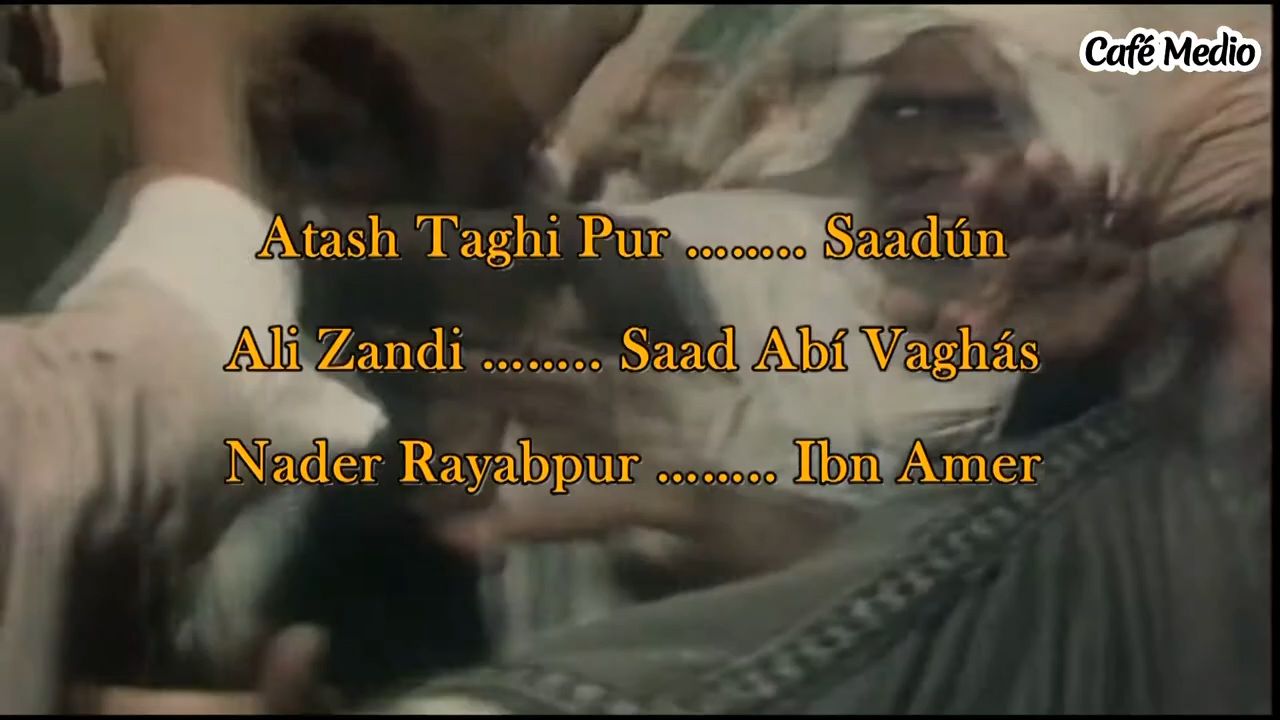 Café Medio
Atash Taghi Pur ........ Saadún
Ali Zandi ........ Saad Abí Vaghás
Nader Rayabpur ........ Ibn Amer